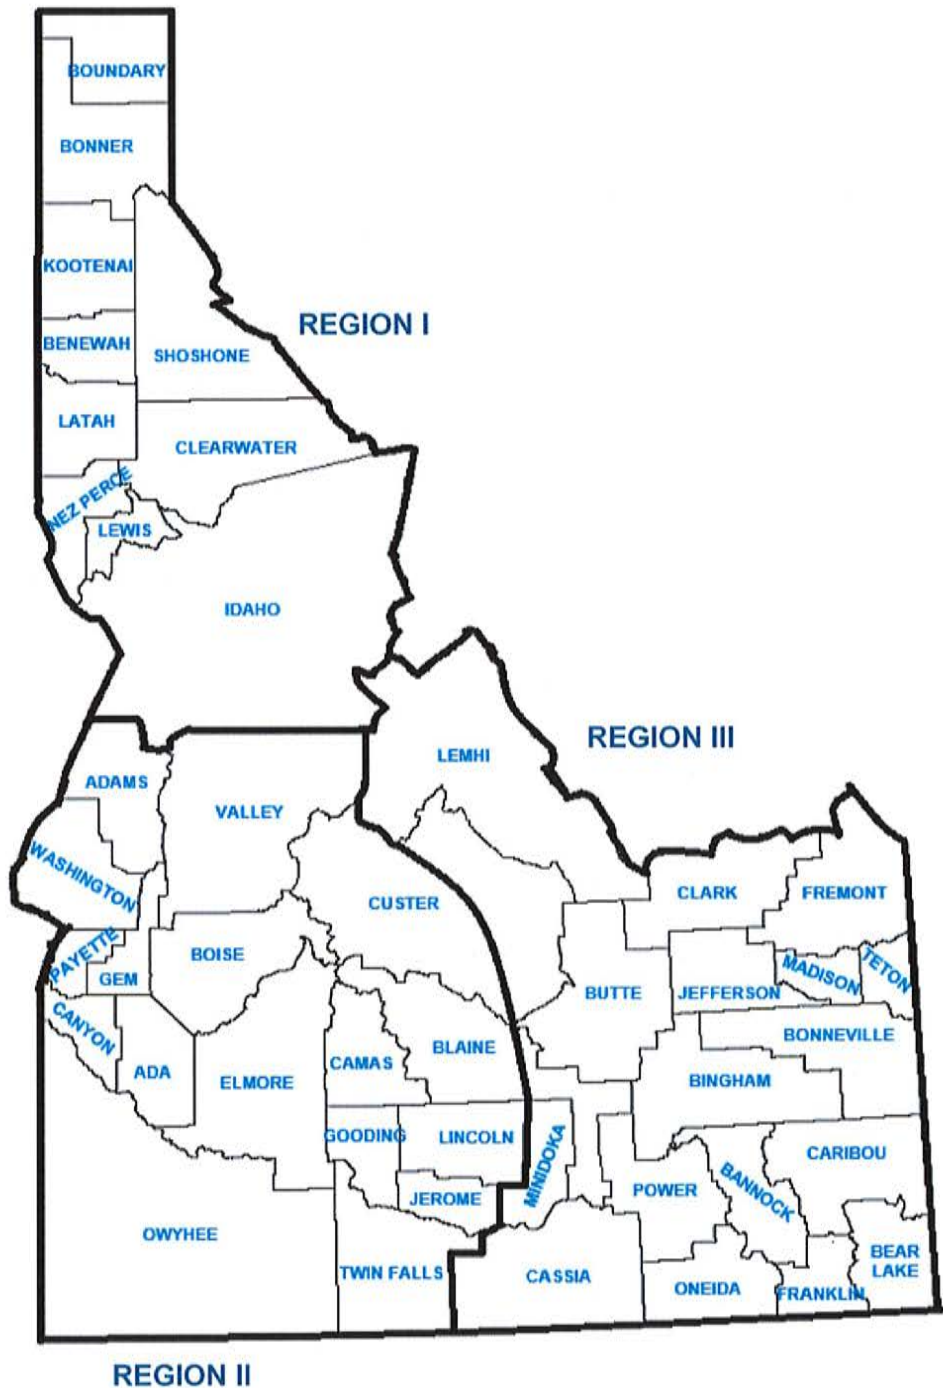 BOUNDARY
BONNER
KOOTENAI
REGION I
BENEWAH
SHOSHONE
LATAH
CLEARWATER
NEZ PERCE
LEWIS
IDAHO
REGION III
LEMHI
ADAMS
VALLEY
WASHINGTON
CUSTER
CLARK
FREMONT
PAYETTE
BOISE
GEM
BUTTE
JEFFERSON
MADISON
TETON
CANYON
ADA
ELMORE
CAMAS
BLAINE
BONNEVILLE
BINGHAM
GOODING
LINCOLN
MINIDOKA
CARIBOU
JEROME
POWER
BANNOCK
OWYHEE
TWIN FALLS
CASSIA
ONEIDA
FRANKLIN
BEAR
LAKE
REGION II